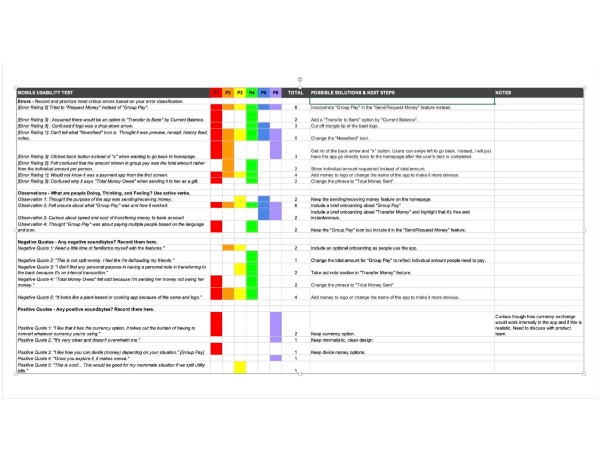 MOBILE USABILITY TEST P1 P2 P3 P4 P5 P6 TOTAL POSSIBLE SOLUTIONS & NEXT STEPS NOTES
Errors - Record and prioritize most critical errors based on your error classification.
[Error Rating 2] Tried to "Request Money" instead of "Group Pay". 6 Incorporate "Group Pay" in the "Send/Request Money" feature instead.
[Error Rating 3]: Assumed there would be an option to "Transfer to Bank" by Current Balance. 2 Add a "Transfer to Bank" option by "Current Balance".
[Error Rating 3]: Confused if logo was a drop-down arrow. 3 Cut off triangle tip of the basil logo.
[Error Rating 1]: Can't tell what "Newsfeed" icon is. Thought it was preview, receipt, history feed,
notes. 6 Change the "Newsfeed" icon.
Get rid of the back arrow and "x" button. Users can swipe left to go back. Instead, I will just
[Error Rating 3]: Clicked back button instead of "x" when wanting to go back to homepage. 3 have the app go directly back to the homepage after the user's task is completed.
[Error Rating 2] Felt confused that the amount shown in group pay was the total amount rather
than the individual amount per person. 2 Show individual amount requested instead of total amount.
[Error Rating 1]: Would not know it was a payment app from the first screen. 4 Add money to logo or change the name of the app to make it more obvious.
[Error Rating 3]: Confused why it says "Total Money Owed" when sending it to her as a gift. 2 Change the phrase to "Total Money Sent".
Observations - What are people Doing, Thinking, and Feeling? Use active verbs.
Observation 1: Thought the purpose of the app was sending/receiving money. 2 Keep the sending/receiving money feature on the homepage.
Observation 2: Felt unsure about what "Group Pay" was. 6 Include a brief onboarding about "Group Pay" and how it works.
Include a brief onboarding about "Transfer Money" and highlight that it's free and
Observation 3: Curious about speed and cost of transferring money to bank account 2 instantaneous.
Observation 4: Thought "Group Pay" was about paying multiple people based on the language
and icon. 2 Keep the "Group Pay" icon but include it in the "Send/Request Money" feature.
Negative Quotes - Any negative soundbytes? Record them here.
Negative Quote 1: Need a little time of familiarize myself with the features." 2 Include an optional onboarding as people use the app.
Negative Quote 2: "This is not split evenly. I feel like I'm defrauding my friends." 1 Change the total amount for "Group Pay" to reflect individual amount people need to pay.
Negative Quote 3: "I don't find any personal purpose in having a personal note in transferring to
the bank because it's an internal transaction." 2 Take out note section in "Transfer Money" feature.
Negative Quote 4: "Total Money Owed" felt odd because I'm sending her money not owing her
money." 2 Change the phrase to "Total Money Sent".
Negative Quote 5: "It looks like a plant-based or cooking app because of the name and logo." 4 Add money to logo or change the name of the app to make it more obvious.
Positive Quotes - Any positive soundbytes? Record them here.
Curious though how currency exchange
would work internally in the app and if this is
Positive Quote 1: "I like that it has the currency option. It takes out the burden of having to realistic. Need to discuss with product
convert whatever currency you're using." 2 Keep currency option. team.
Positive Quote 2: "It's very clean and doesn't overwhelm me." 1 Keep minimalistic, clean design.
Positive Quote 3: "I like how you can divide (money) depending on your situation." [Group Pay] 1 Keep divide money options.
Positive Quote 4: "Once you explore it, it makes sense." 1
Positive Quote 5: "This is cool!... This would be good for my roommate situation if we split utility
bills." 1